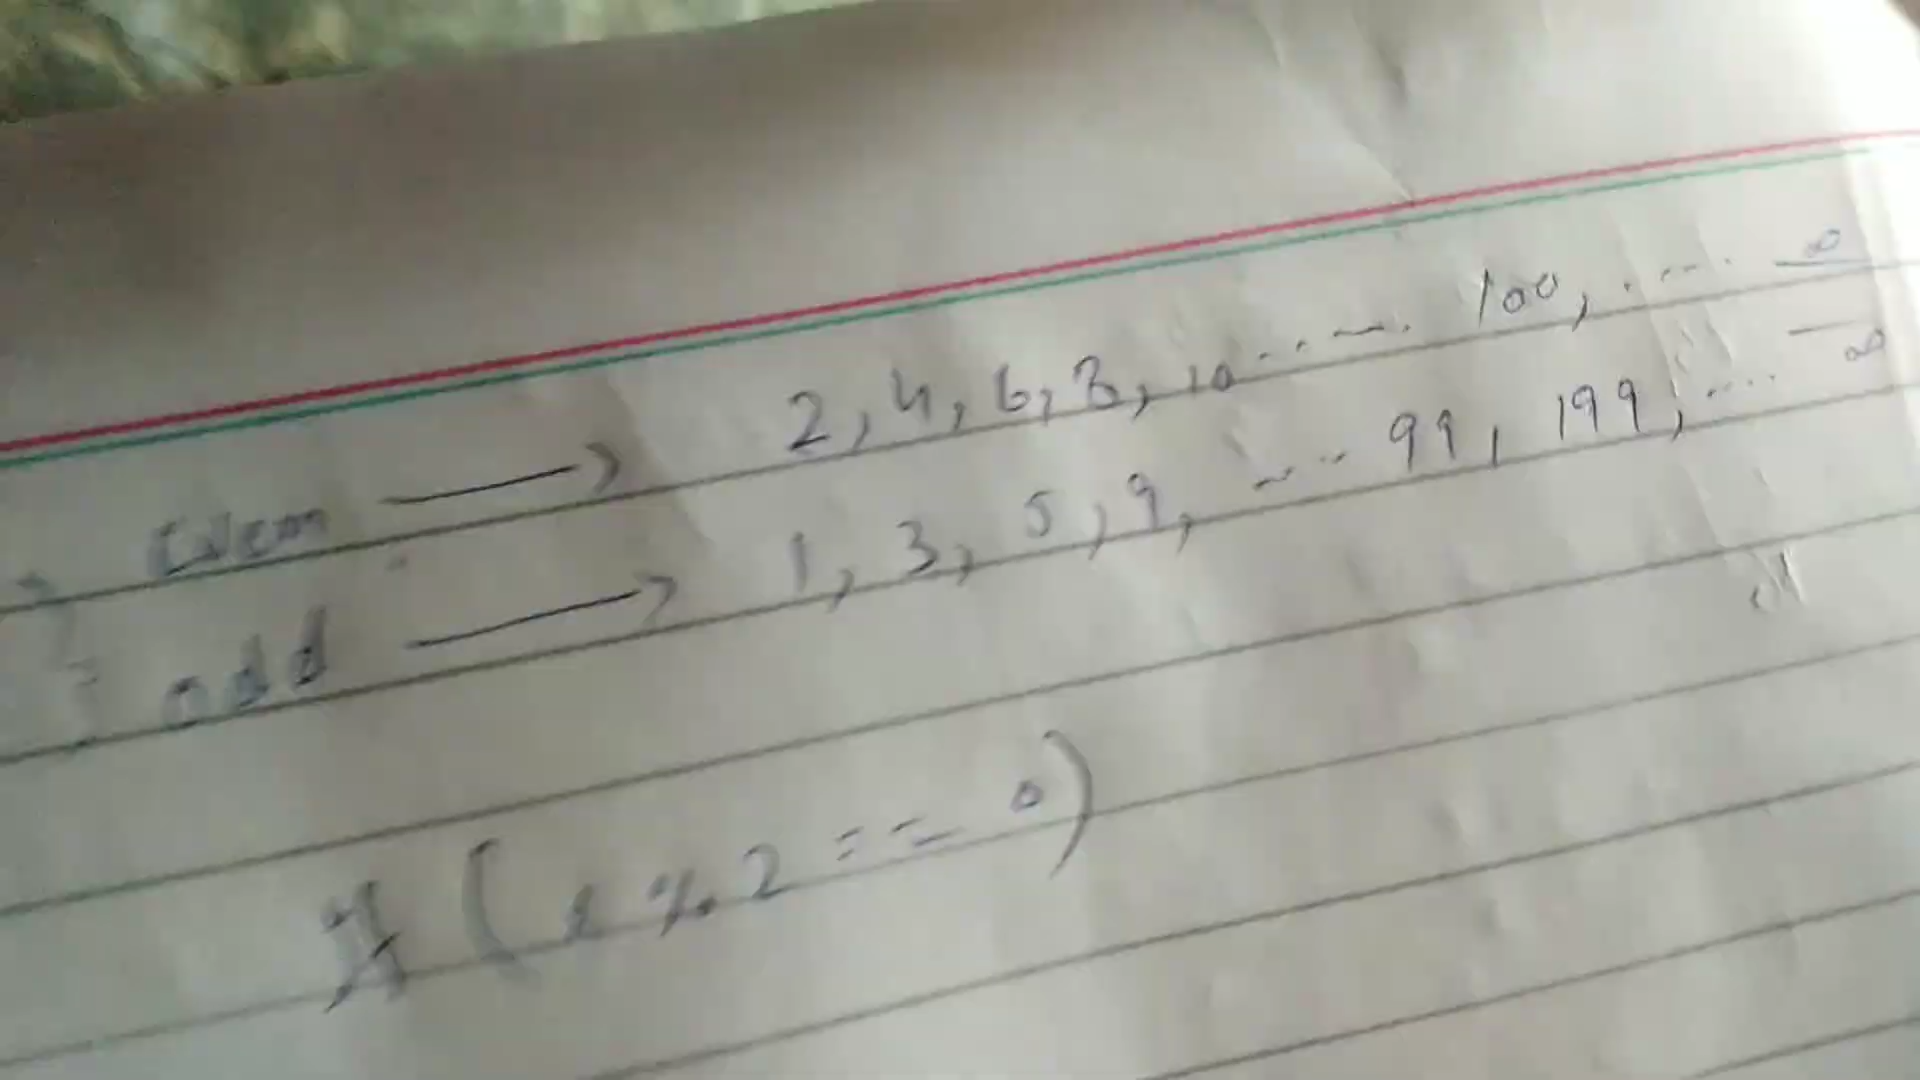 Even → 2, 4, 6, 8, 10 ..... 100, ..... ∞
odd → 1, 3, 5, 9, .... 99, 199, .... ∞
if ( x % 2 == 0 )